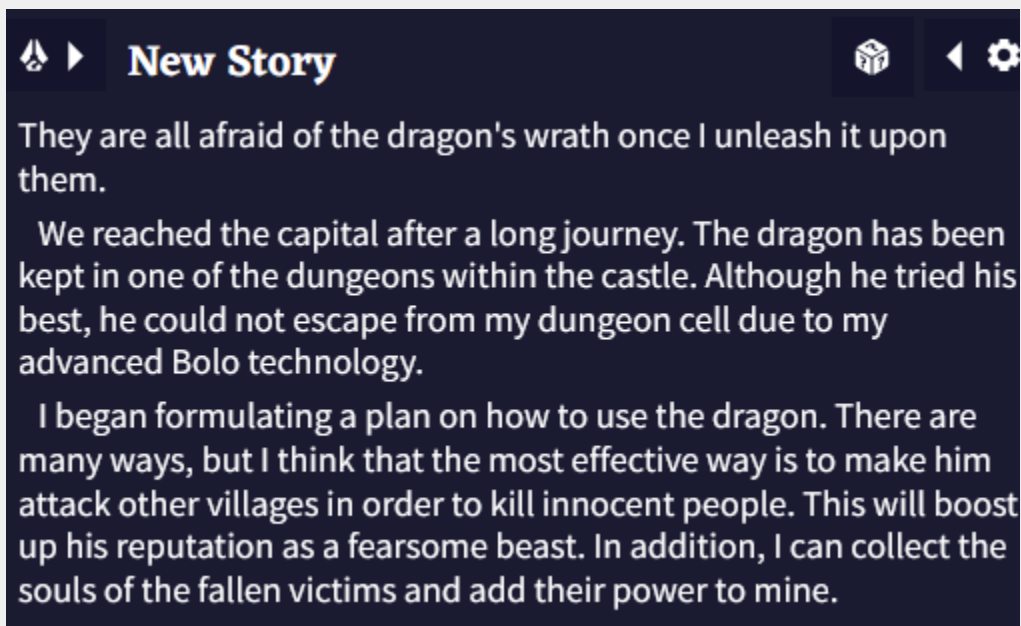 New Story
They are all afraid of the dragon's wrath once I unleash it upon
them.
We reached the capital after a long journey. The dragon has been
kept in one of the dungeons within the castle. Although he tried his
best, he could not escape from my dungeon cell due to my
advanced Bolo technology.
I began formulating a plan on how to use the dragon. There are
many ways, but I think that the most effective way is to make him
attack other villages in order to kill innocent people. This will boost
up his reputation as a fearsome beast. In addition, I can collect the
souls of the fallen victims and add their power to mine.